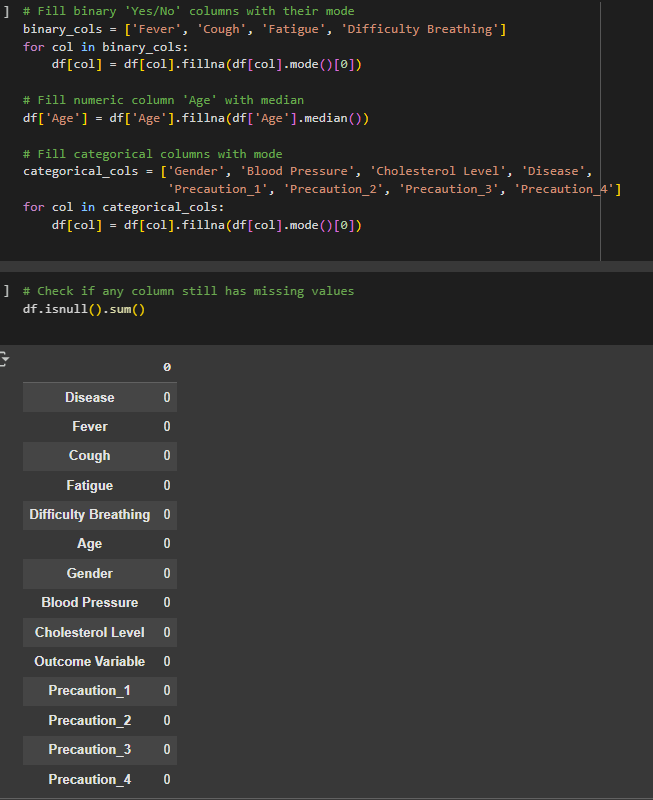 ] # Fill binary 'Yes/No' columns with their mode
binary_cols = ['Fever', 'Cough', 'Fatigue', 'Difficulty Breathing']
for col in binary_cols:
    df[col] = df[col].fillna(df[col].mode()[0])
# Fill numeric column 'Age' with median
df['Age'] = df['Age'].fillna(df['Age'].median())
# Fill categorical columns with mode
categorical_cols = ['Gender', 'Blood Pressure', 'Cholesterol Level', 'Disease',
                    'Precaution_1', 'Precaution_2', 'Precaution_3', 'Precaution_4']
for col in categorical_cols:
    df[col] = df[col].fillna(df[col].mode()[0])
] # Check if any column still has missing values
df.isnull().sum()
0
Disease 0
Fever 0
Cough 0
Fatigue 0
Difficulty Breathing 0
Age 0
Gender 0
Blood Pressure 0
Cholesterol Level 0
Outcome Variable 0
Precaution_1 0
Precaution_2 0
Precaution_3 0
Precaution_4 0